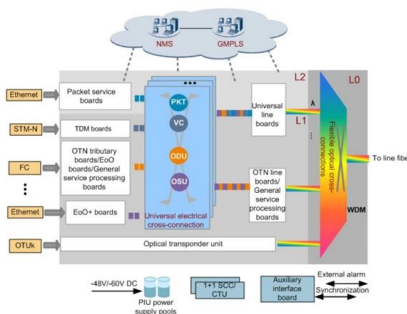 NMS
GMPLS
L2
L0
Ethernet
Packet service
boards
PKT
Universal
line
boards
λ
L1
STM-N
TDM boards
VC
FC
OTN tributary
boards/EoO
boards/General
service processing
boards
ODU
OSU
OTN line
boards/
General
service
processing
boards
Flexible optical cross-
connections
To line fiber
WDM
Ethernet
EoO+ boards
Universal electrical
cross-connection
OTUk
Optical transponder unit
-48V/-60V DC
PIU power
supply pools
1+1 SCC/
CTU
Auxiliary
interface
board
External alarm
Synchronization